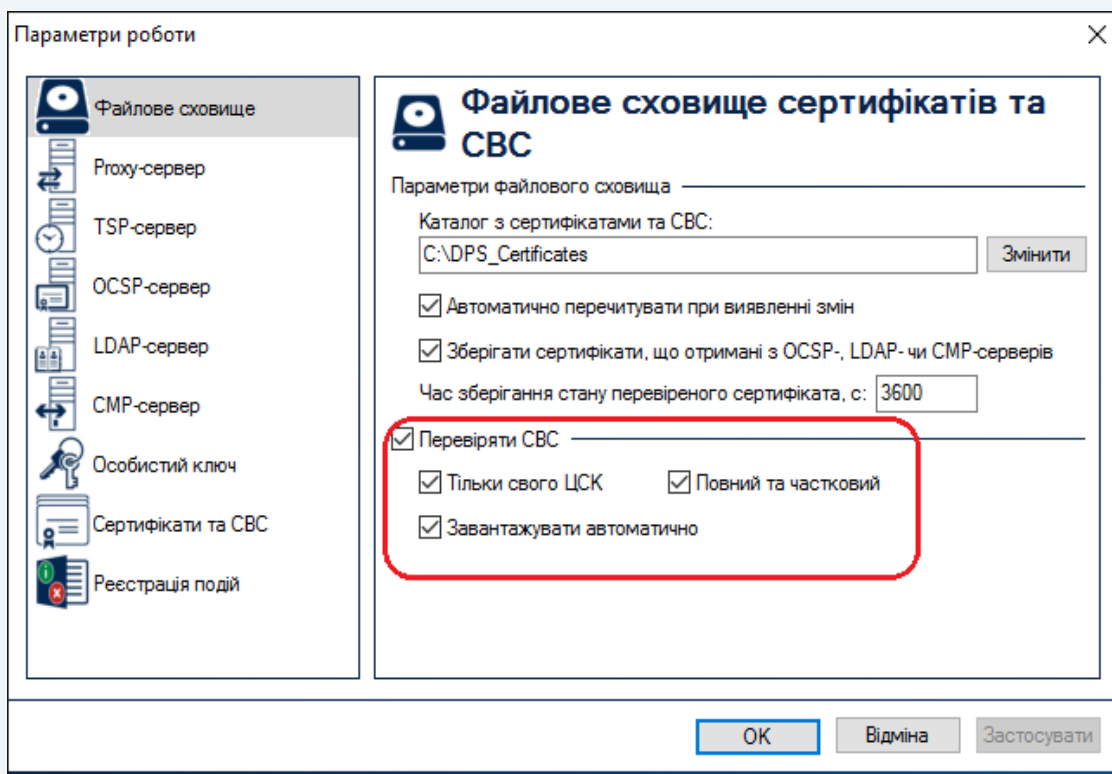 Параметри роботи
Файлове сховище
Proxy-сервер
TSP-сервер
OCSP-сервер
LDAP-сервер
CMP-сервер
Особистий ключ
Сертифікати та СВС
Реєстрація подій
Файлове сховище сертифікатів та
СВС
Параметри файлового сховища
Каталог з сертифікатами та СВС:
C:\DPS_Certificates
Змінити
Автоматично перечитувати при виявленні змін
Зберігати сертифікати, що отримані з OCSP-, LDAP- чи CMP-серверів
Час зберігання стану перевіреного сертифіката, с: 3600
Перевіряти СВС
Тільки свого ЦСК Повний та частковий
Завантажувати автоматично
OK Відміна Застосувати